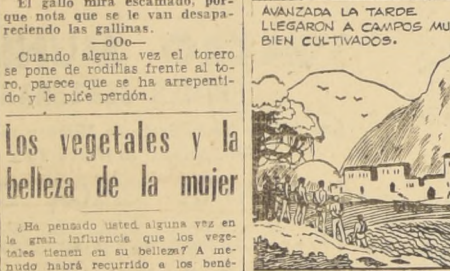 El gallo mira escamado, por-
que nota que se le van desapa-
reciendo las gallinas.
—oOo—
Cuando alguna vez el torero
se pone de rodillas frente al to-
ro, parece que se ha arrepenti-
do y le pide perdón.
Los vegetales y la
belleza de la mujer
¿Ha pensado usted alguna vez en
la gran influencia que los vege-
tales tienen en su belleza? A me-
nudo habrá recurrido a los bené-
AVANZADA LA TARDE
LLEGARON A CAMPOS MU
BIEN CULTIVADOS.